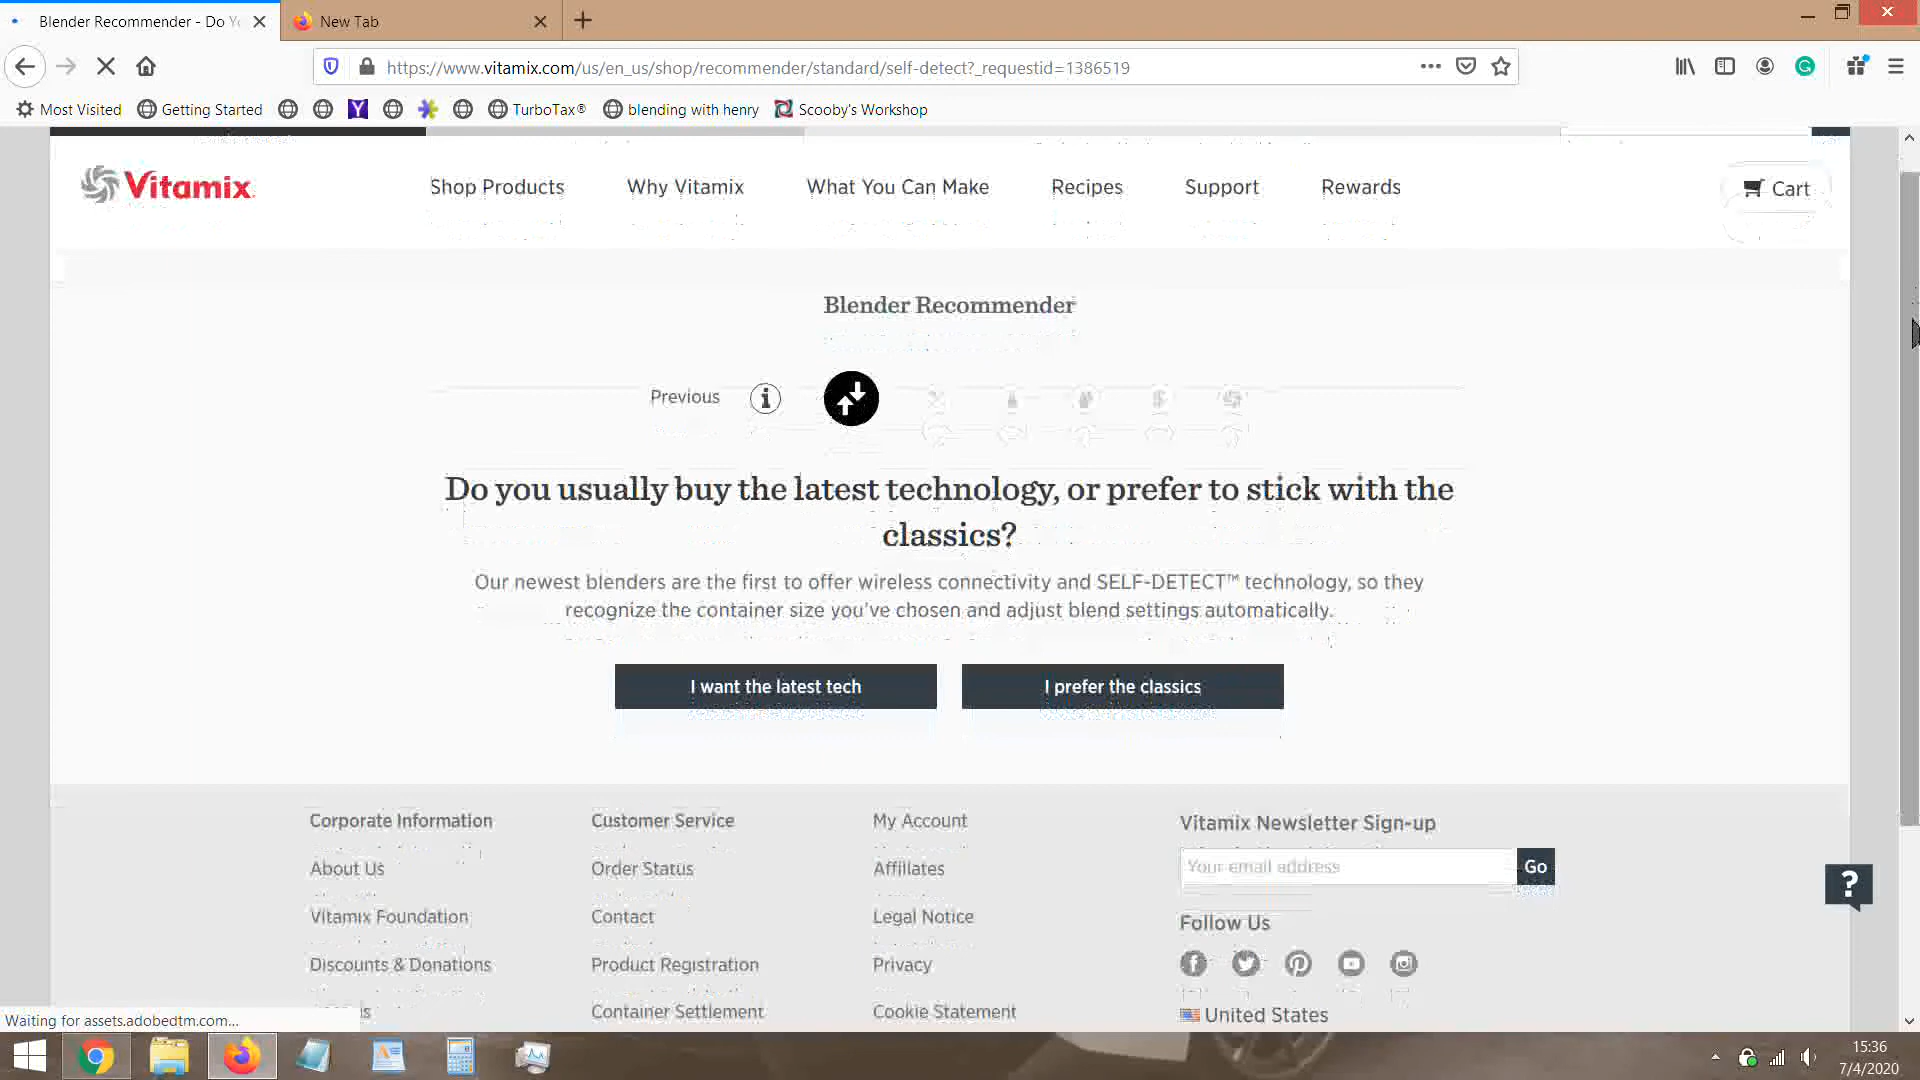 Blender Recommender - Do Yo
New Tab
https://www.vitamix.com/us/en_us/shop/recommender/standard/self-detect?_requestid=1386519
Most Visited
Getting Started
TurboTax®
blending with henry
Scooby's Workshop
Vitamix
Shop Products
Why Vitamix
What You Can Make
Recipes
Support
Rewards
Cart
Blender Recommender
Previous
Do you usually buy the latest technology, or prefer to stick with the
classics?
Our newest blenders are the first to offer wireless connectivity and SELF-DETECT™ technology, so they
recognize the container size you've chosen and adjust blend settings automatically.
I want the latest tech
I prefer the classics
Corporate Information
About Us
Vitamix Foundation
Discounts & Donations
Customer Service
Order Status
Contact
Product Registration
Container Settlement
My Account
Affiliates
Legal Notice
Privacy
Cookie Statement
Vitamix Newsletter Sign-up
Your email address
Go
Follow Us
United States
?
Waiting for assets.adobedtm.com...
15:36
7/4/2020